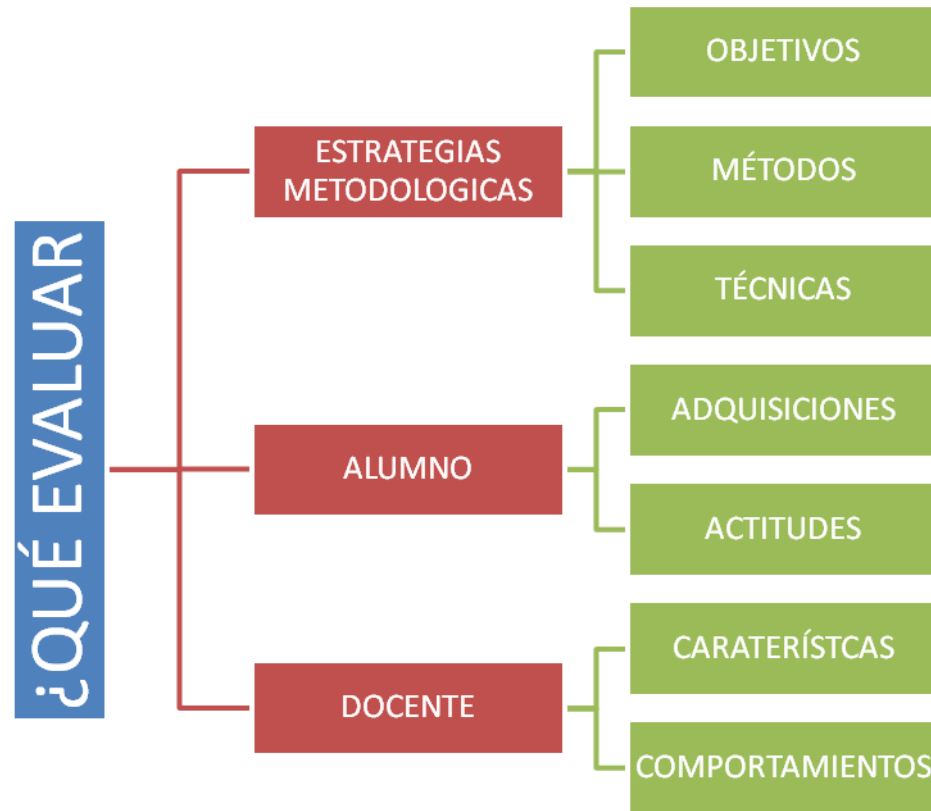 ¿QUÉ EVALUAR
ESTRATEGIAS
METODOLOGICAS
OBJETIVOS
MÉTODOS
TÉCNICAS
ALUMNO
ADQUISICIONES
ACTITUDES
DOCENTE
CARATERÍSTCAS
COMPORTAMIENTOS